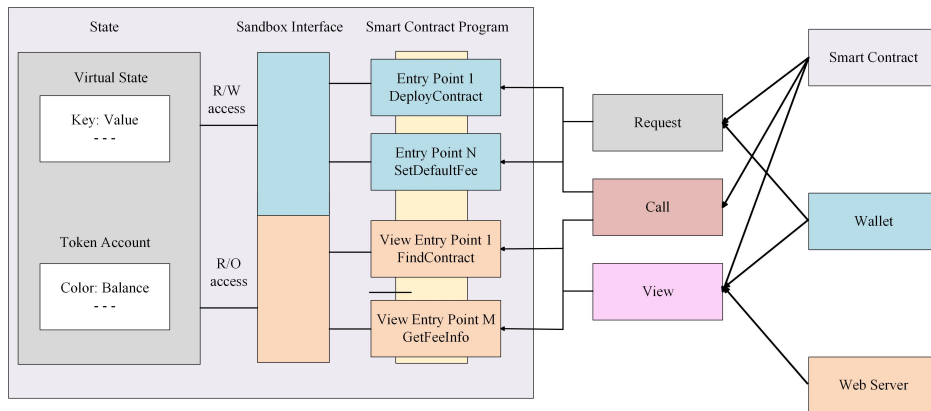 State
Sandbox Interface
Smart Contract Program
Virtual State
Key: Value
- - -
R/W
access
Token Account
Color: Balance
- - -
R/O
access
Entry Point 1
DeployContract
Entry Point N
SetDefaultFee
View Entry Point 1
FindContract
View Entry Point M
GetFeeInfo
Request
Call
View
Smart Contract
Wallet
Web Server